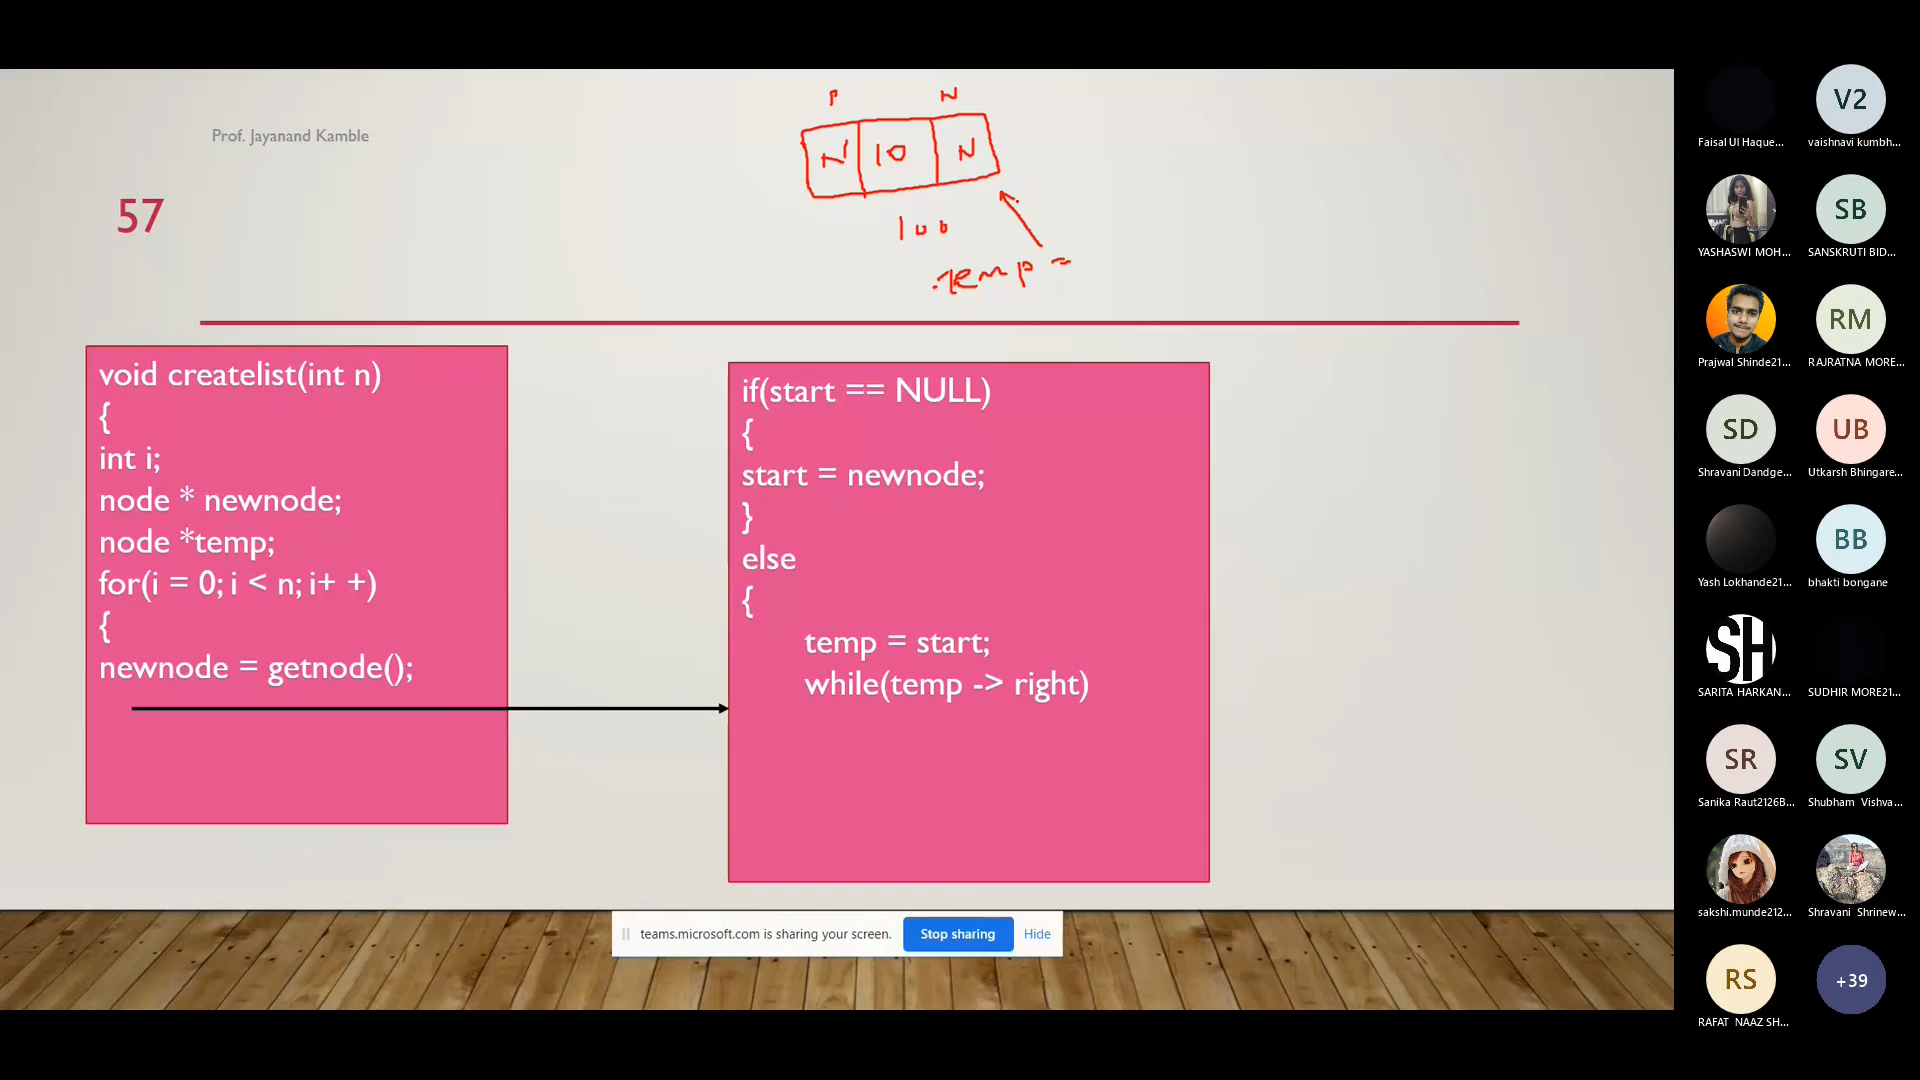 Prof. Jayanand Kamble
57
P N
N 10 N
100
temp =
void createlist(int n)
{
int i;
node * newnode;
node *temp;
for(i = 0; i < n; i+ +)
{
newnode = getnode();
if(start == NULL)
{
start = newnode;
}
else
{
temp = start;
while(temp -> right)
teams.microsoft.com is sharing your screen. Stop sharing Hide
V2
Faisal Ul Haque... vaishnavi kumbh...
SB
YASHASWI MOH... SANSKRUTI BID...
RM
Prajwal Shinde21... RAJRATNA MORE...
SD UB
Shravani Dandge... Utkarsh Bhingare...
BB
Yash Lokhande21... bhakti bongane
SH
SARITA HARKAN... SUDHIR MORE21...
SR SV
Sanika Raut2126B... Shubham Vishva...
sakshi.munde212... Shravani Shrinew...
RS +39
RAFAT NAAZ SH...